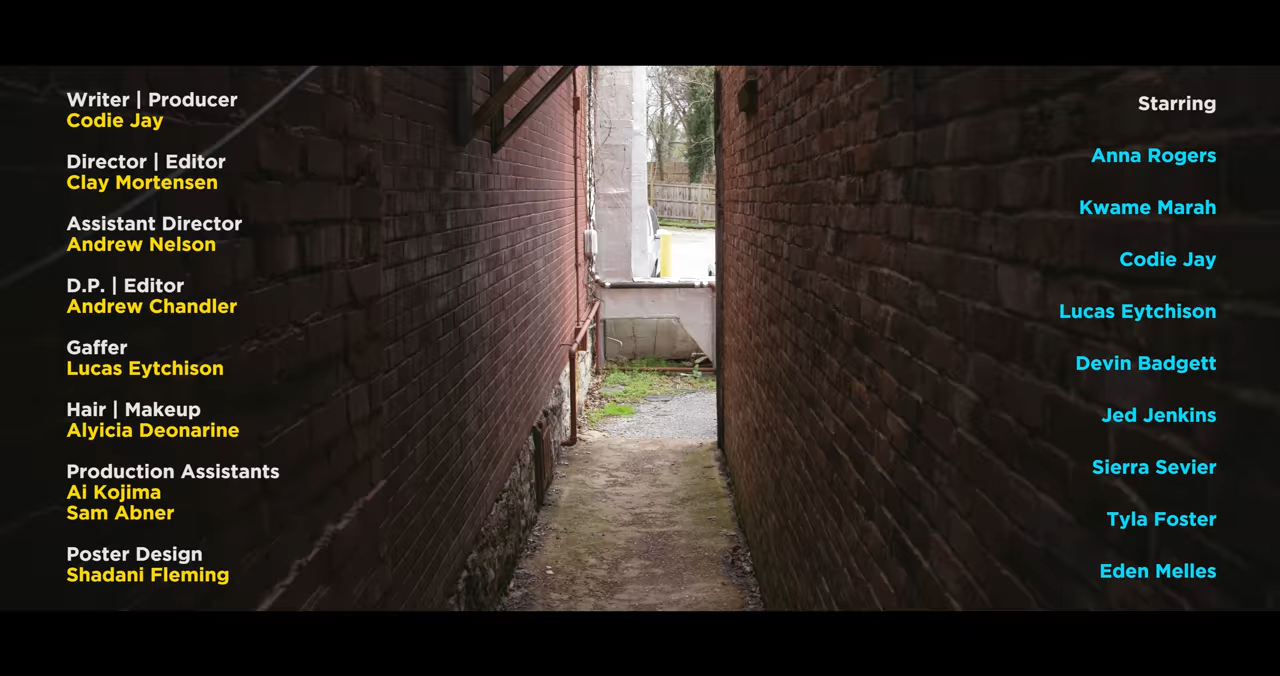 Writer | Producer
Codie Jay
Director | Editor
Clay Mortensen
Assistant Director
Andrew Nelson
D.P. | Editor
Andrew Chandler
Gaffer
Lucas Eytchison
Hair | Makeup
Alyicia Deonarine
Production Assistants
Ai Kojima
Sam Abner
Poster Design
Shadani Fleming
Starring
Anna Rogers
Kwame Marah
Codie Jay
Lucas Eytchison
Devin Badgett
Jed Jenkins
Sierra Sevier
Tyla Foster
Eden Melles